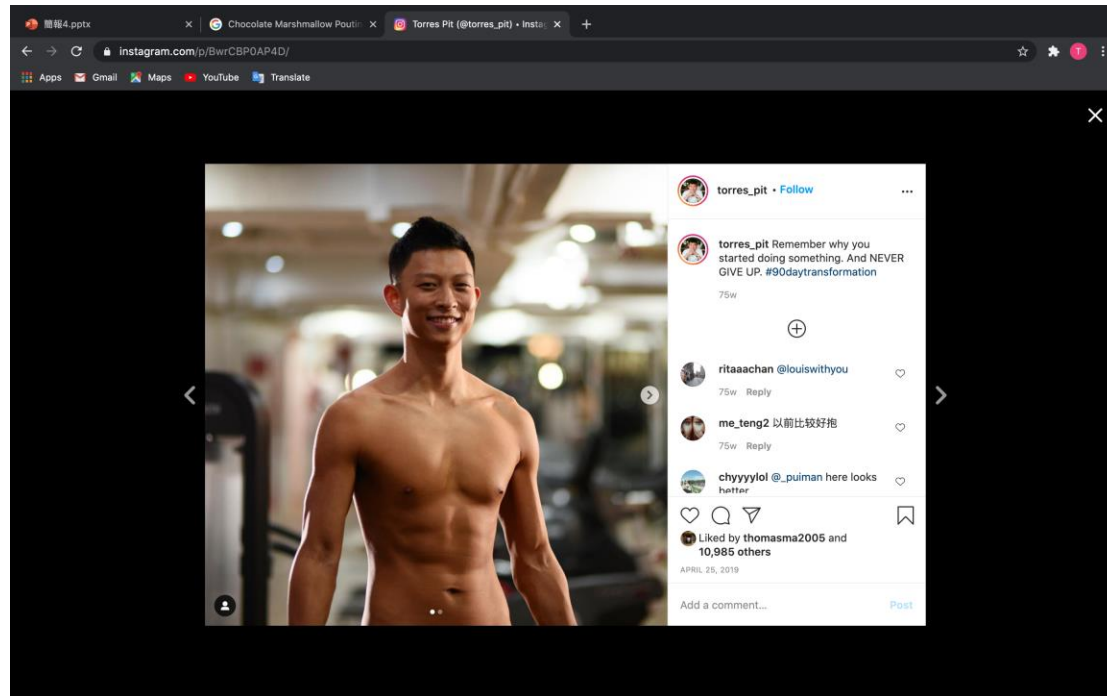 簡報4.pptx
Chocolate Marshmallow Poutin
Torres Pit (@torres_pit) • Insta
instagram.com/p/BwrCBP0AP4D/
T
Apps Gmail Maps YouTube Translate
torres_pit • Follow
torres_pit Remember why you
started doing something. And NEVER
GIVE UP. #90daytransformation
75w
ritaaachan @louiswithyou
75w Reply
me_teng2 以前比较好抱
75w Reply
chyyyylol @_puiman here looks
better
Liked by thomasma2005 and
10,985 others
APRIL 25, 2019
Add a comment... Post